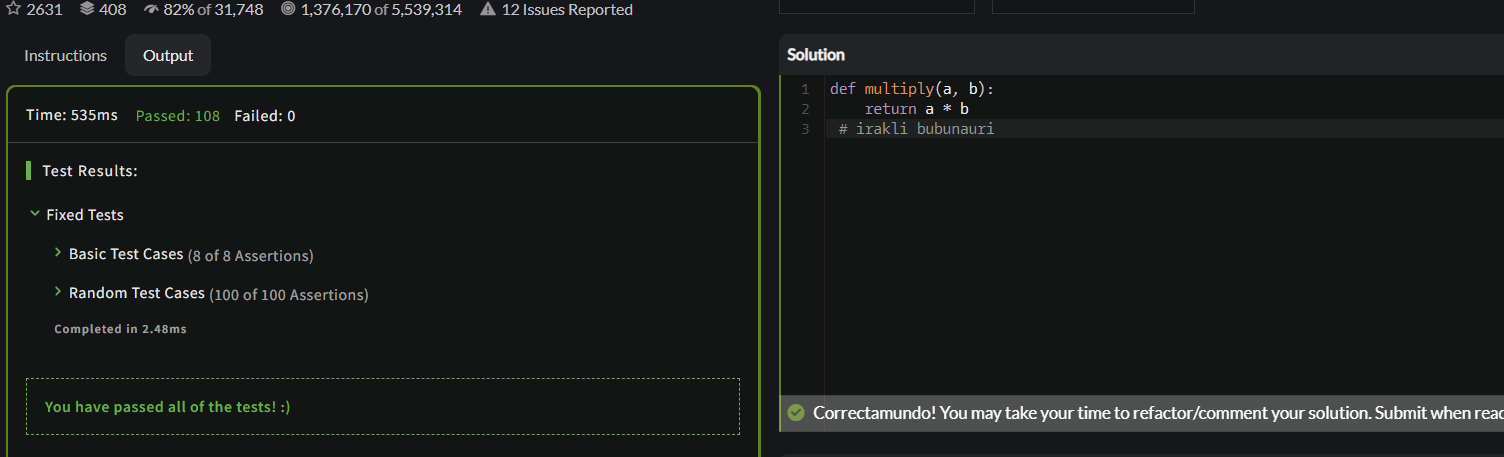 2631 408 82% of 31,748 1,376,170 of 5,539,314 12 Issues Reported
Instructions Output
Time: 535ms Passed: 108 Failed: 0
Test Results:
Fixed Tests
Basic Test Cases (8 of 8 Assertions)
Random Test Cases (100 of 100 Assertions)
Completed in 2.48ms
You have passed all of the tests! :)
Solution
1 def multiply(a, b):
2     return a * b
3  # irakli bubunauri
Correctamundo! You may take your time to refactor/comment your solution. Submit when